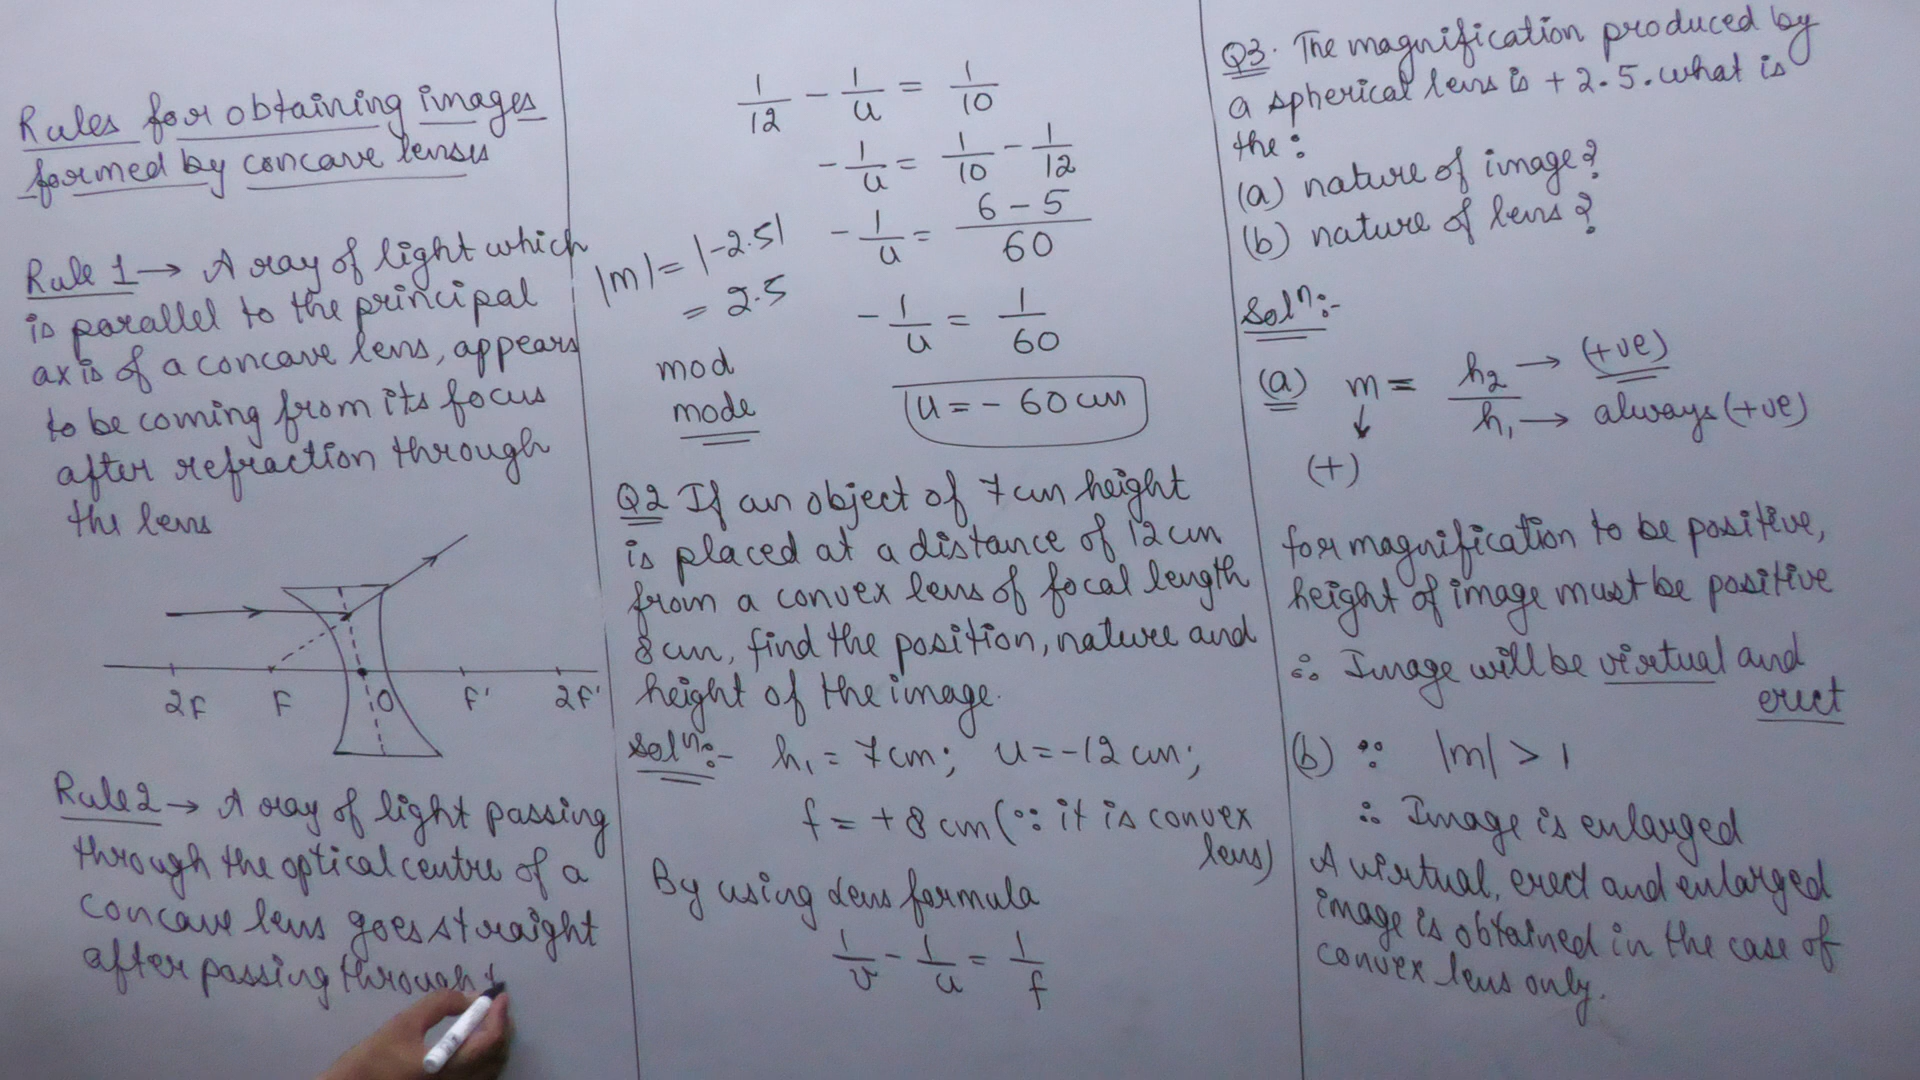 Rules for obtaining images
formed by concave lenses
Rule 1→ A ray of light which
is parallel to the principal
axis of a concave lens, appears
to be coming from its focus
after refraction through
the lens
2F F O F' 2F'
Rule 2→ A ray of light passing
through the optical centre of a
concave lens goes straight
after passing through
1/12 - 1/u = 1/10
-1/u = 1/10 - 1/12
-1/u = 6-5/60
-1/u = 1/60
u = - 60 cm
|m| = |-2.5|
= 2.5
mod
mode
Q2 If an object of 7cm height
is placed at a distance of 12 cm
from a convex lens of focal length
8cm, find the position, nature and
height of the image.
Solⁿ:- h₁ = 7cm; u = -12 cm;
f = +8 cm (∵ it is convex
lens)
By using Lens formula
1/v - 1/u = 1/f
Q3. The magnification produced by
a spherical lens is +2.5. what is
the:
(a) nature of image?
(b) nature of lens?
Solⁿ:-
(a) m = h₂/h₁
h₂ → (+ve)
h₁ → always (+ve)
↓
(+)
for magnification to be positive,
height of image must be positive
∴ Image will be virtual and
erect
(b) ∵ |m| > 1
∴ Image is enlarged
A virtual, erect and enlarged
image is obtained in the case of
convex lens only.